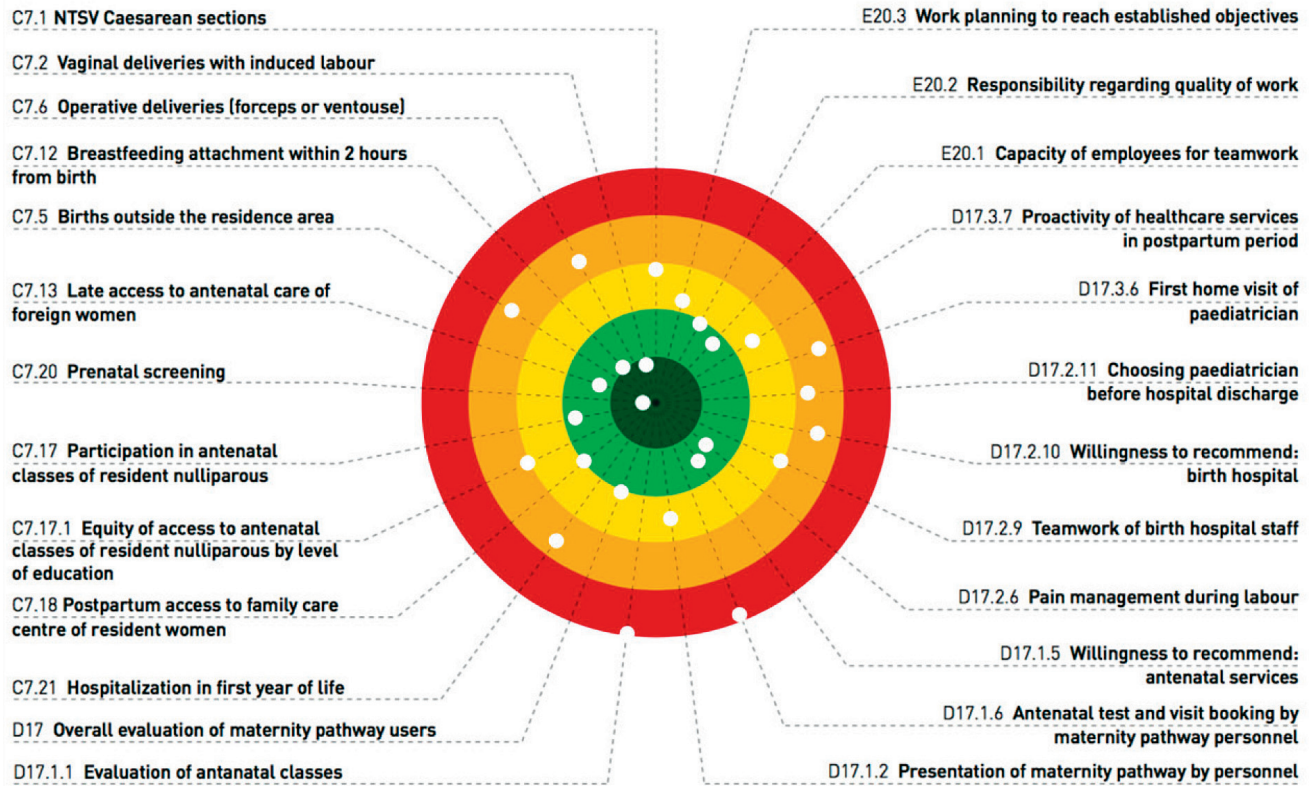 C7.1 NTSV Caesarean sections
C7.2 Vaginal deliveries with induced labour
C7.6 Operative deliveries (forceps or ventouse)
C7.12 Breastfeeding attachment within 2 hours
from birth
C7.5 Births outside the residence area
C7.13 Late access to antenatal care of
foreign women
C7.20 Prenatal screening
C7.17 Participation in antenatal
classes of resident nulliparous
C7.17.1 Equity of access to antenatal
classes of resident nulliparous by level
of education
C7.18 Postpartum access to family care
centre of resident women
C7.21 Hospitalization in first year of life
D17 Overall evaluation of maternity pathway users
D17.1.1 Evaluation of antanatal classes
E20.3 Work planning to reach established objectives
E20.2 Responsibility regarding quality of work
E20.1 Capacity of employees for teamwork
D17.3.7 Proactivity of healthcare services
in postpartum period
D17.3.6 First home visit of
paediatrician
D17.2.11 Choosing paediatrician
before hospital discharge
D17.2.10 Willingness to recommend:
birth hospital
D17.2.9 Teamwork of birth hospital staff
D17.2.6 Pain management during labour
D17.1.5 Willingness to recommend:
antenatal services
D17.1.6 Antenatal test and visit booking by
maternity pathway personnel
D17.1.2 Presentation of maternity pathway by personnel